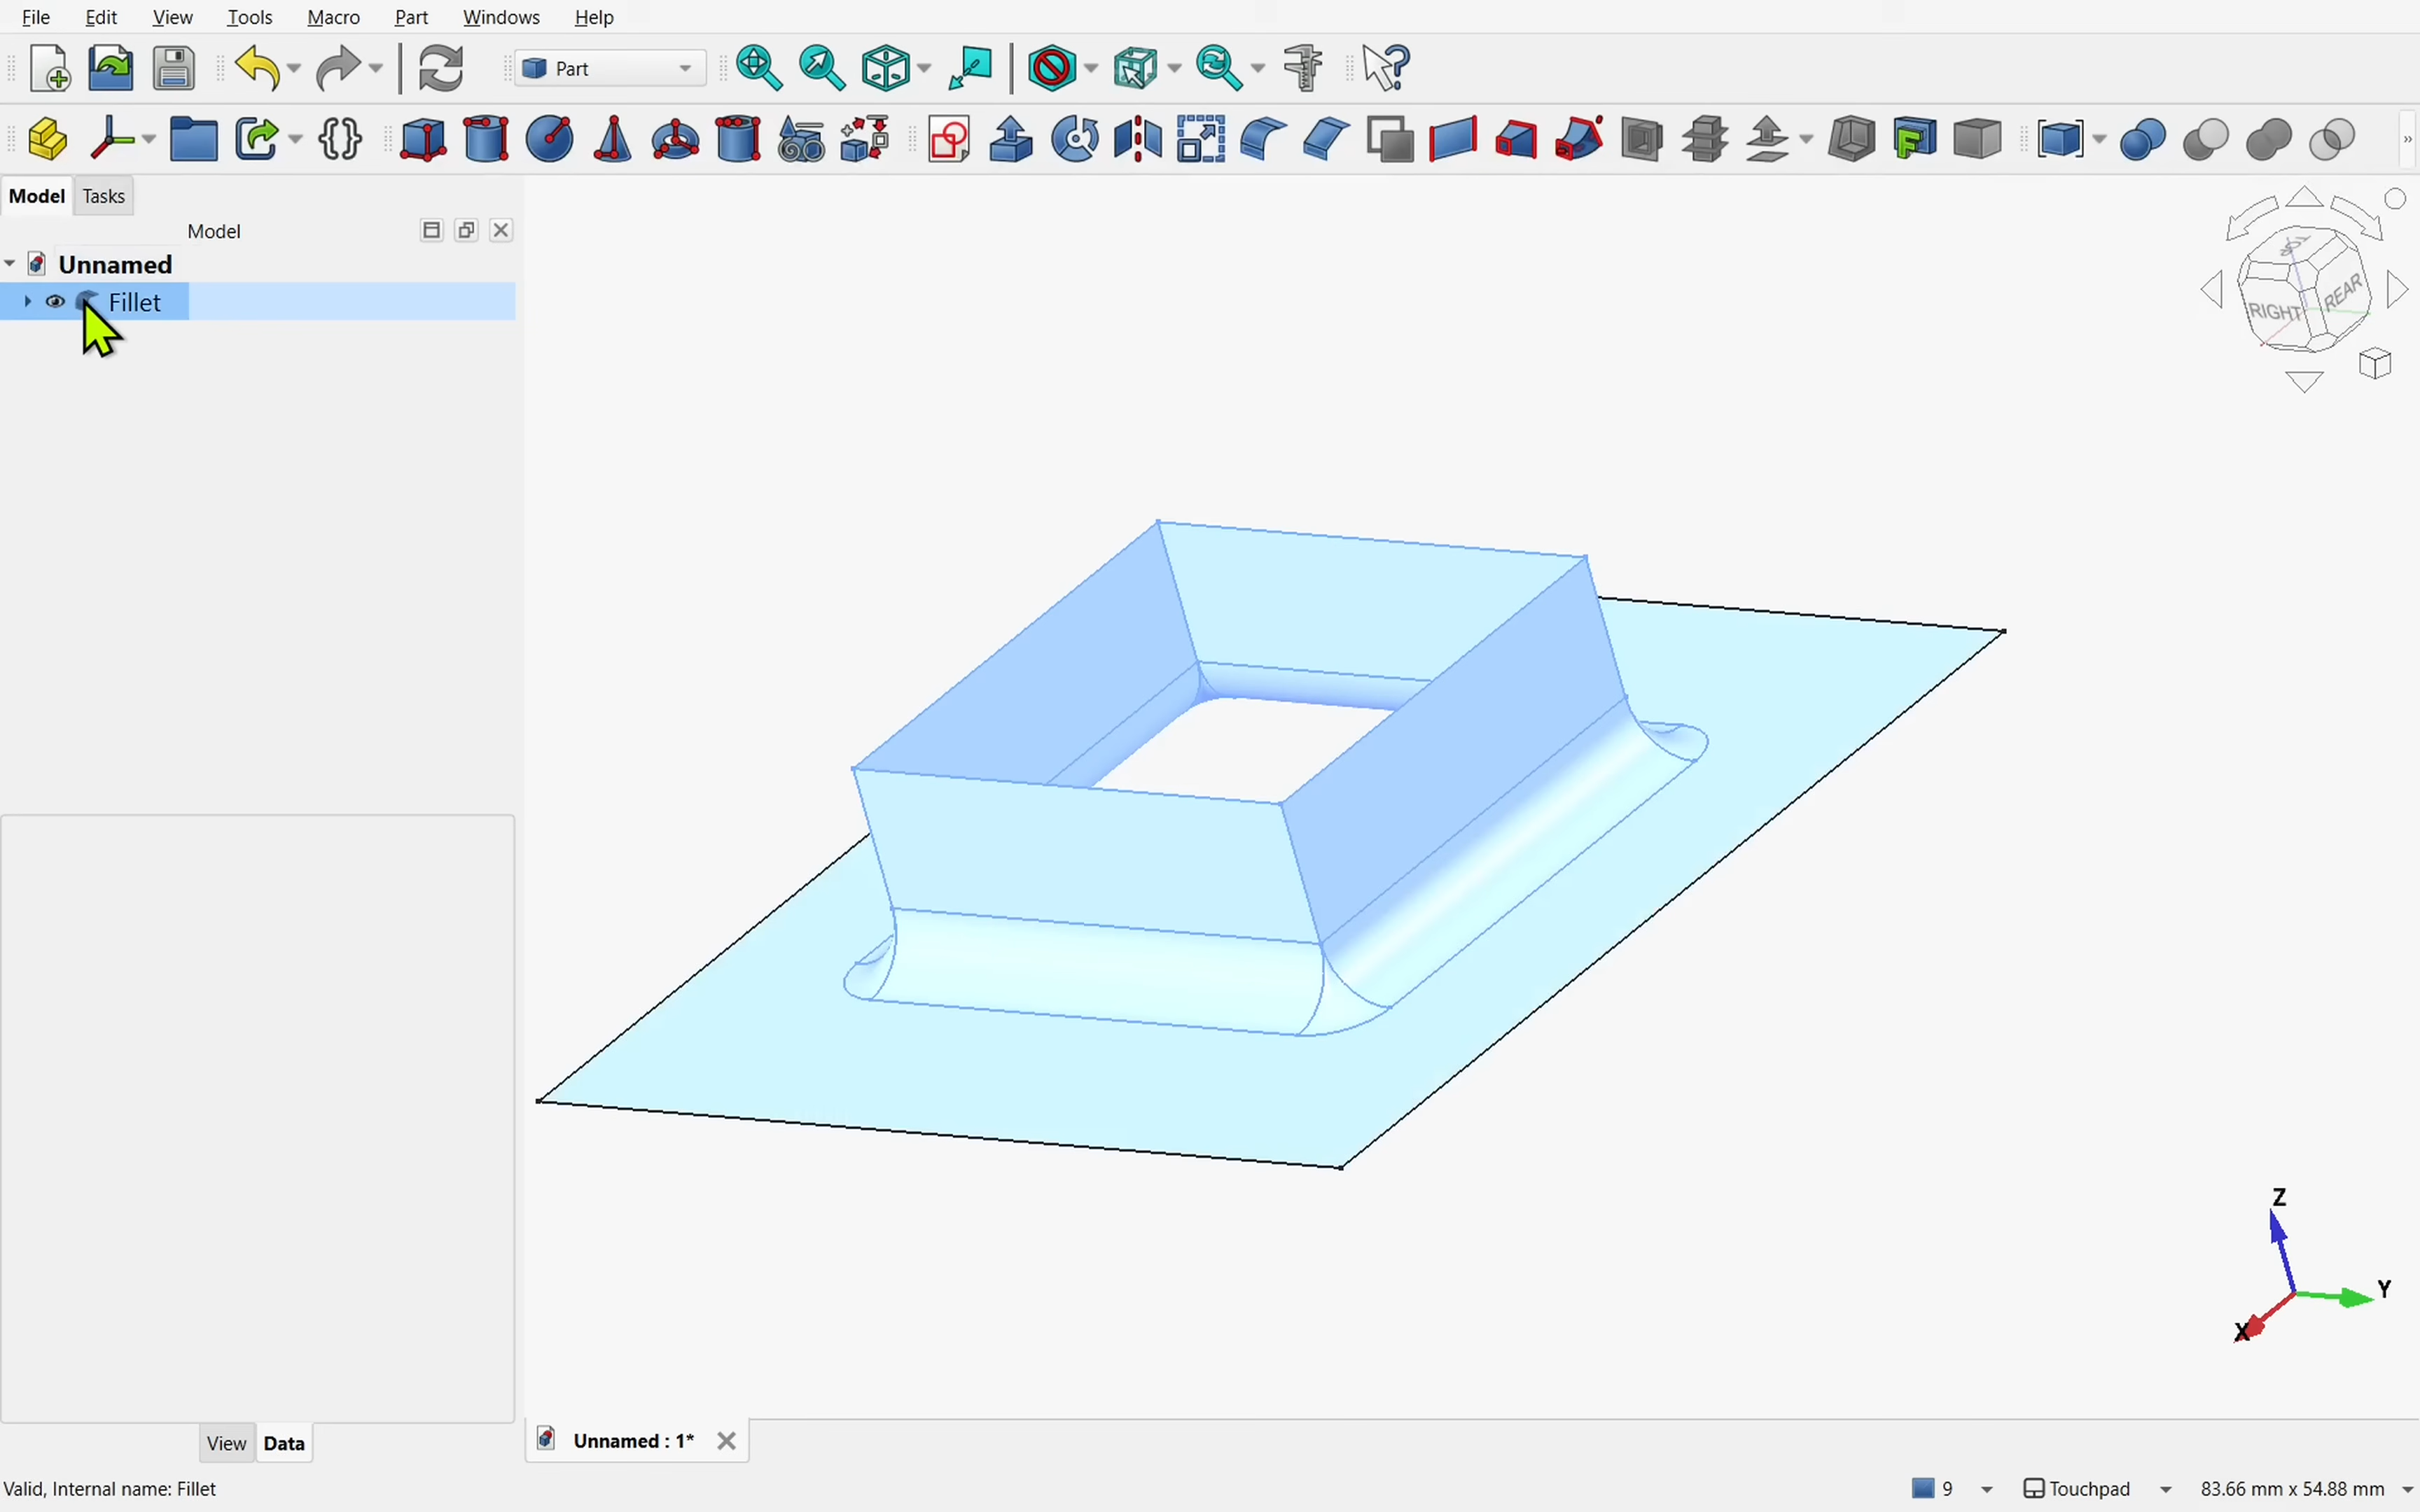 File Edit View Tools Macro Part Windows Help
Part
Model Tasks
Model
Unnamed
Fillet
RIGHT REAR
Z
Y
X
View Data
Unnamed : 1*
Valid, Internal name: Fillet
9 Touchpad 83.66 mm x 54.88 mm